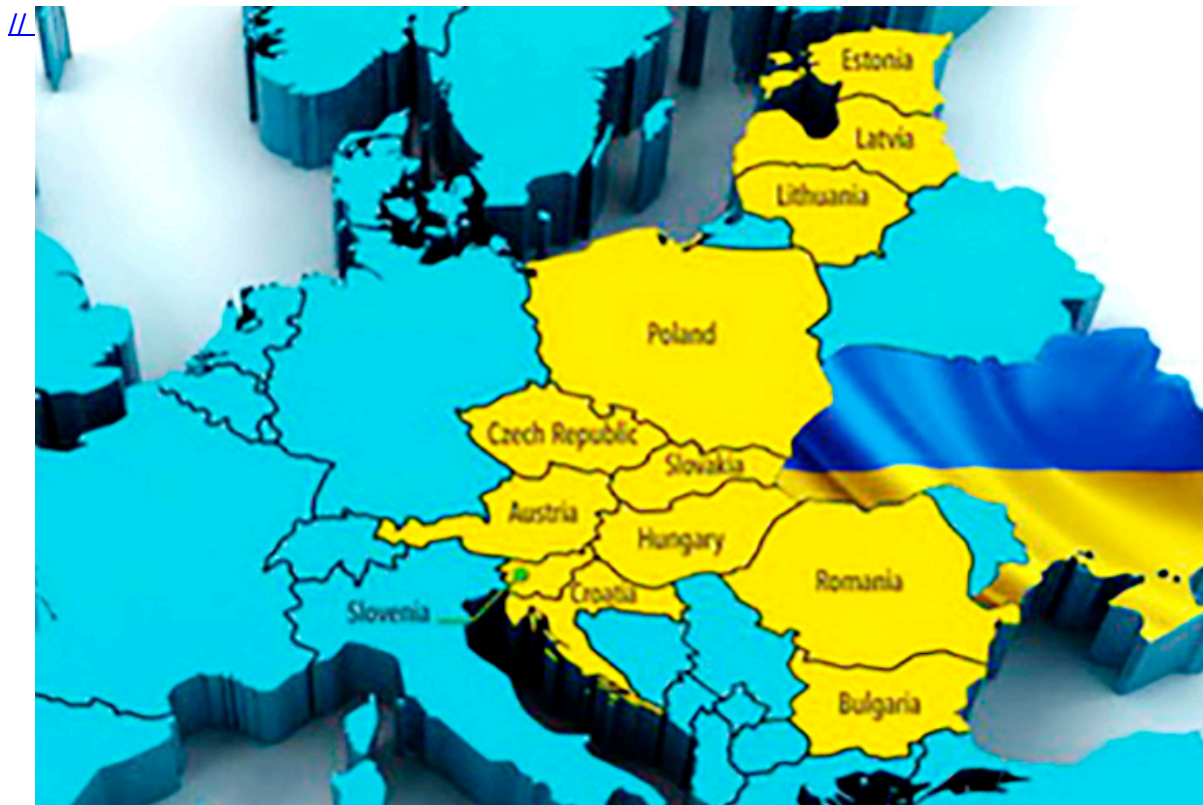 //
Estonia
Latvia
Lithuania
Poland
Czech Republic
Slovakia
Austria
Hungary
Romania
Croatia
Slovenia
Bulgaria